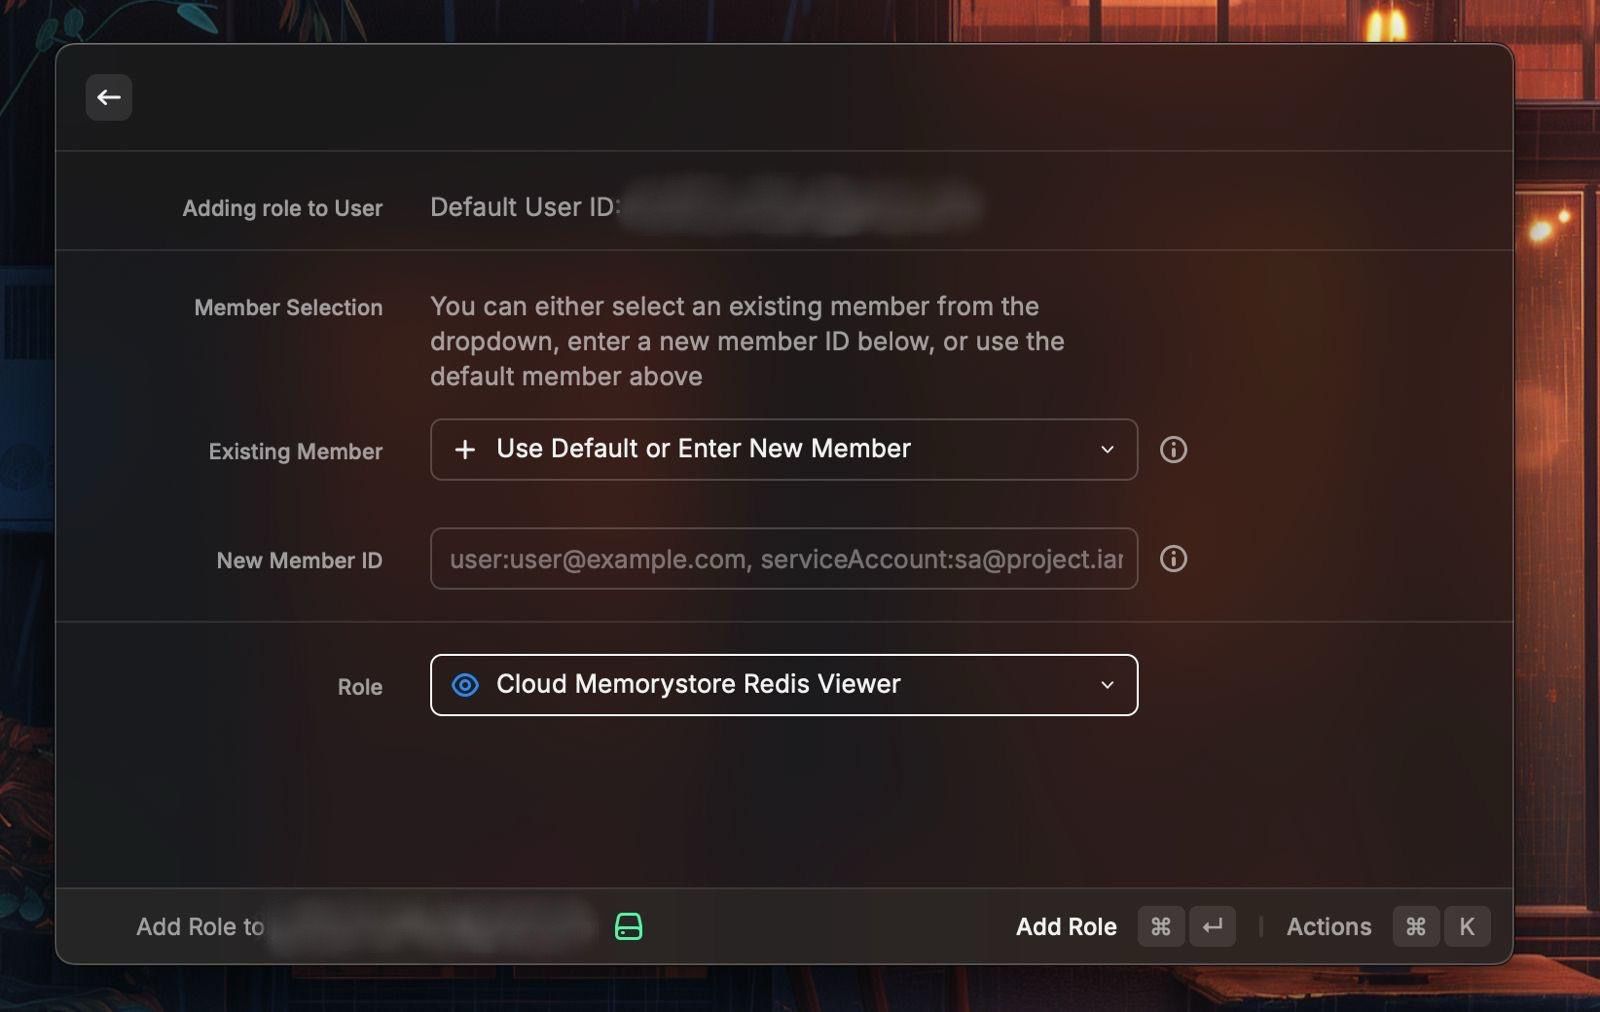 Adding role to User
Default User ID:
Member Selection
You can either select an existing member from the
dropdown, enter a new member ID below, or use the
default member above
Existing Member
Use Default or Enter New Member
New Member ID
user:user@example.com, serviceAccount:sa@project.iar
Role
Cloud Memorystore Redis Viewer
Add Role to
Add Role ⌘ ↵ | Actions ⌘ K